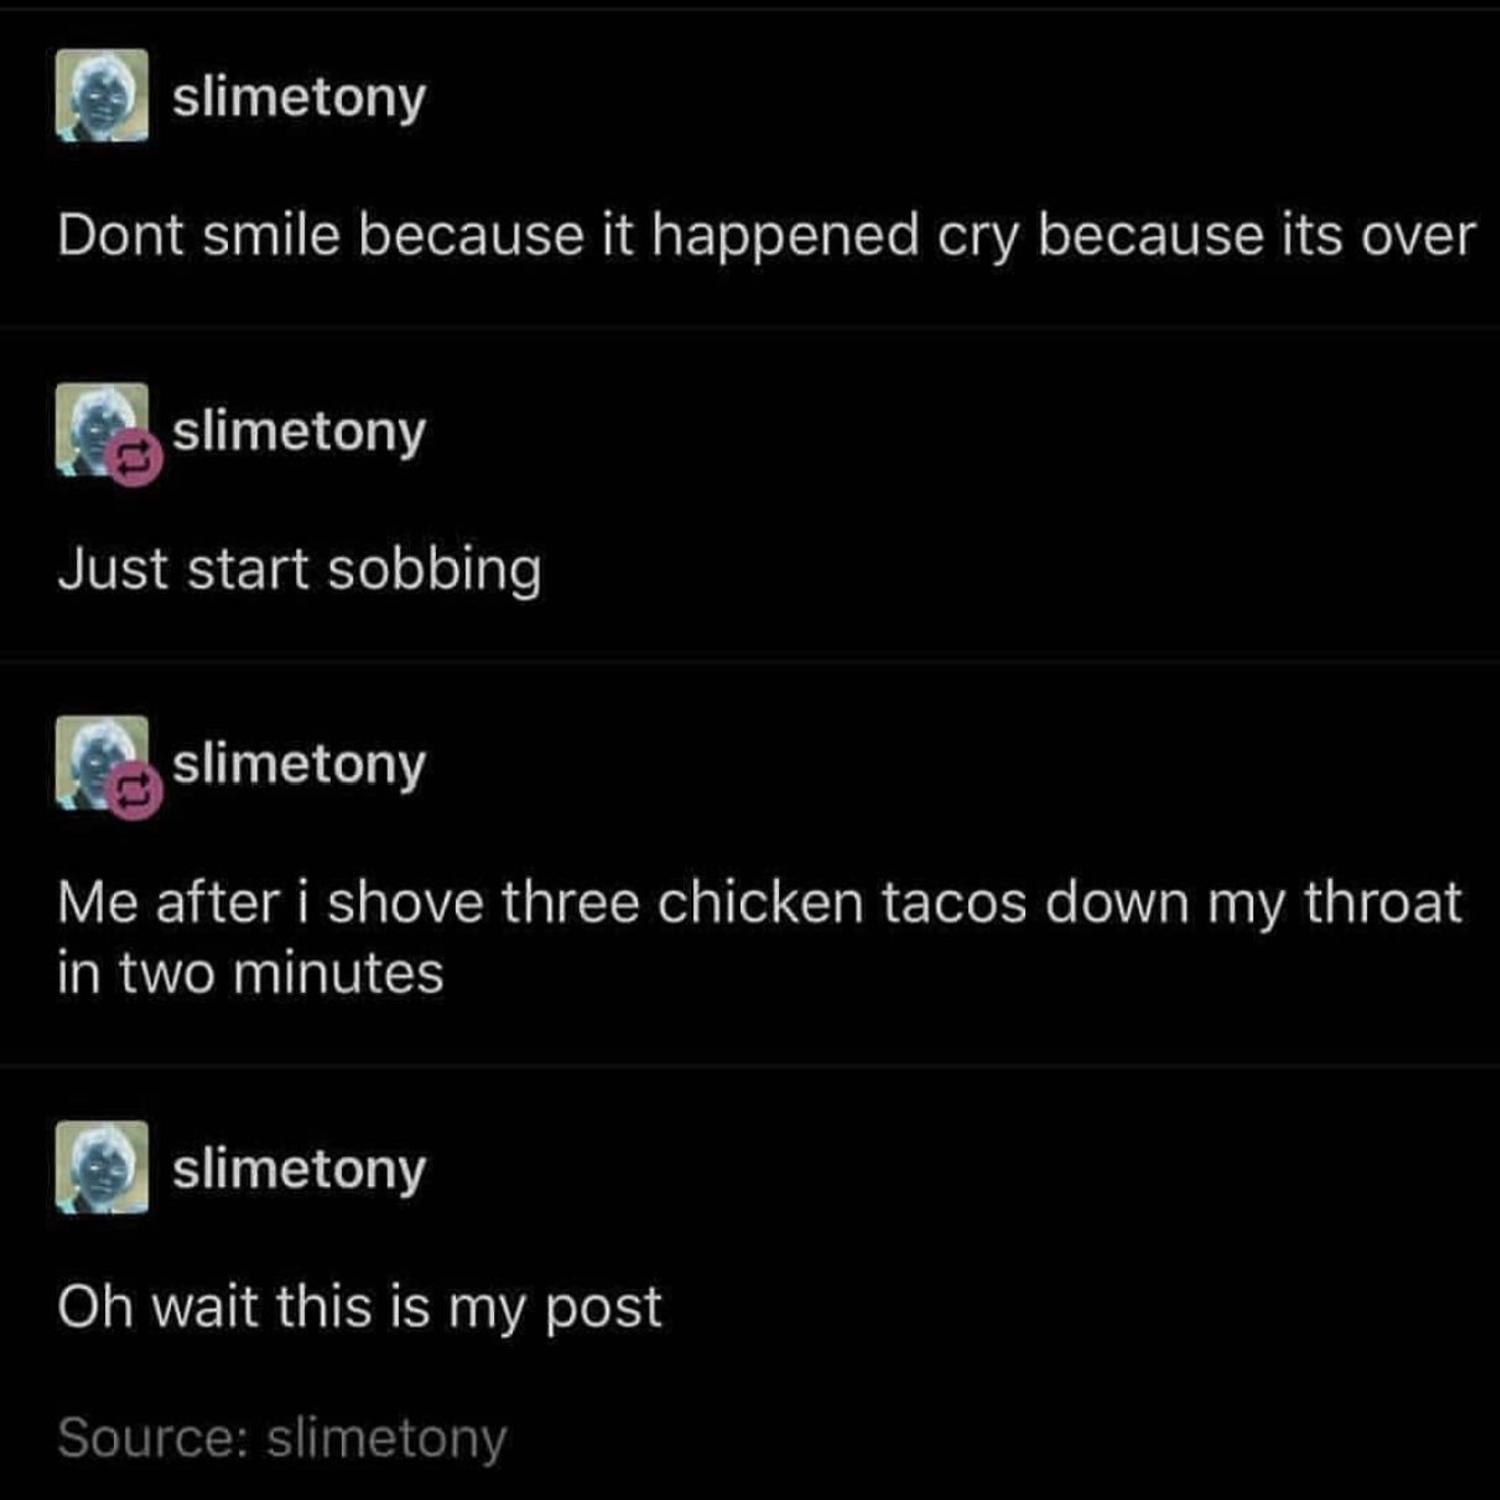 slimetony
Dont smile because it happened cry because its over
slimetony
Just start sobbing
slimetony
Me after i shove three chicken tacos down my throat
in two minutes
slimetony
Oh wait this is my post
Source: slimetony